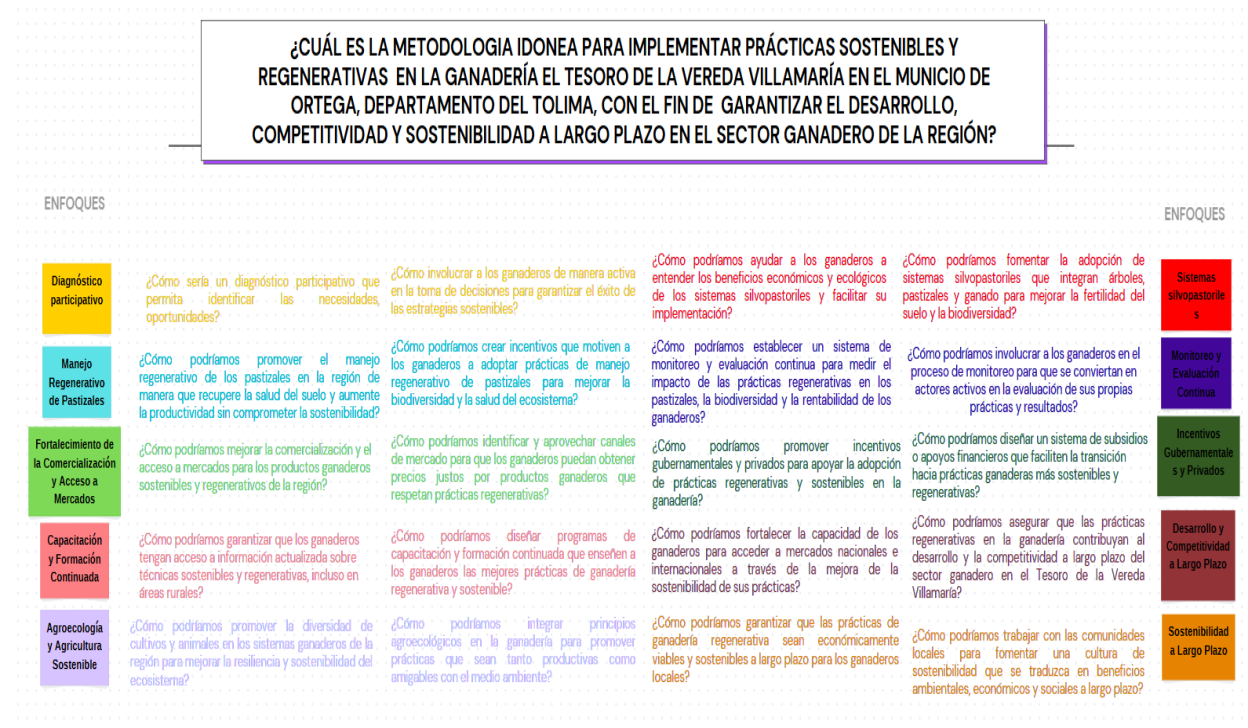 ¿CUÁL ES LA METODOLOGIA IDONEA PARA IMPLEMENTAR PRÁCTICAS SOSTENIBLES Y
REGENERATIVAS EN LA GANADERÍA EL TESORO DE LA VEREDA VILLAMARÍA EN EL MUNICIO DE
ORTEGA, DEPARTAMENTO DEL TOLIMA, CON EL FIN DE GARANTIZAR EL DESARROLLO,
COMPETITIVIDAD Y SOSTENIBILIDAD A LARGO PLAZO EN EL SECTOR GANADERO DE LA REGIÓN?
ENFOQUES
ENFOQUES
Diagnóstico
participativo
¿Cómo sería un diagnóstico participativo que
permita identificar las necesidades,
oportunidades?
¿Cómo involucrar a los ganaderos de manera activa
en la toma de decisiones para garantizar el éxito de
las estrategias sostenibles?
¿Cómo podríamos ayudar a los ganaderos a
entender los beneficios económicos y ecológicos
de los sistemas silvopastoriles y facilitar su
implementación?
¿Cómo podríamos fomentar la adopción de
sistemas silvopastoriles que integran árboles,
pastizales y ganado para mejorar la fertilidad del
suelo y la biodiversidad?
Sistemas
silvopastorile
s
Manejo
Regenerativo
de Pastizales
¿Cómo podríamos promover el manejo
regenerativo de los pastizales en la región de
manera que recupere la salud del suelo y aumente
la productividad sin comprometer la sostenibilidad?
¿Cómo podríamos crear incentivos que motiven a
los ganaderos a adoptar prácticas de manejo
regenerativo de pastizales para mejorar la
biodiversidad y la salud del ecosistema?
¿Cómo podríamos establecer un sistema de
monitoreo y evaluación continua para medir el
impacto de las prácticas regenerativas en los
pastizales, la biodiversidad y la rentabilidad de los
ganaderos?
¿Cómo podríamos involucrar a los ganaderos en el
proceso de monitoreo para que se conviertan en
actores activos en la evaluación de sus propias
prácticas y resultados?
Monitoreo y
Evaluación
Continua
Fortalecimiento de
la Comercialización
y Acceso a
Mercados
¿Cómo podríamos mejorar la comercialización y el
acceso a mercados para los productos ganaderos
sostenibles y regenerativos de la región?
¿Cómo podríamos identificar y aprovechar canales
de mercado para que los ganaderos puedan obtener
precios justos por productos ganaderos que
respetan prácticas regenerativas?
¿Cómo podríamos promover incentivos
gubernamentales y privados para apoyar la adopción
de prácticas regenerativas y sostenibles en la
ganadería?
¿Cómo podríamos diseñar un sistema de subsidios
o apoyos financieros que faciliten la transición
hacia prácticas ganaderas más sostenibles y
regenerativas?
Incentivos
Gubernamentale
s y Privados
Capacitación
y Formación
Continuada
¿Cómo podríamos garantizar que los ganaderos
tengan acceso a información actualizada sobre
técnicas sostenibles y regenerativas, incluso en
áreas rurales?
¿Cómo podríamos diseñar programas de
capacitación y formación continuada que enseñen a
los ganaderos las mejores prácticas de ganadería
regenerativa y sostenible?
¿Cómo podríamos fortalecer la capacidad de los
ganaderos para acceder a mercados nacionales e
internacionales a través de la mejora de la
sostenibilidad de sus prácticas?
¿Cómo podríamos asegurar que las prácticas
regenerativas en la ganadería contribuyan al
desarrollo y la competitividad a largo plazo del
sector ganadero en el Tesoro de la Vereda
Villamaría?
Desarrollo y
Competitividad
a Largo Plazo
Agroecología
y Agricultura
Sostenible
¿Cómo podríamos promover la diversidad de
cultivos y animales en los sistemas ganaderos de la
región para mejorar la resiliencia y sostenibilidad del
ecosistema?
¿Cómo podríamos integrar principios
agroecológicos en la ganadería para promover
prácticas que sean tanto productivas como
amigables con el medio ambiente?
¿Cómo podríamos garantizar que las prácticas de
ganadería regenerativa sean económicamente
viables y sostenibles a largo plazo para los ganaderos
locales?
¿Cómo podríamos trabajar con las comunidades
locales para fomentar una cultura de
sostenibilidad que se traduzca en beneficios
ambientales, económicos y sociales a largo plazo?
Sostenibilidad
a Largo Plazo